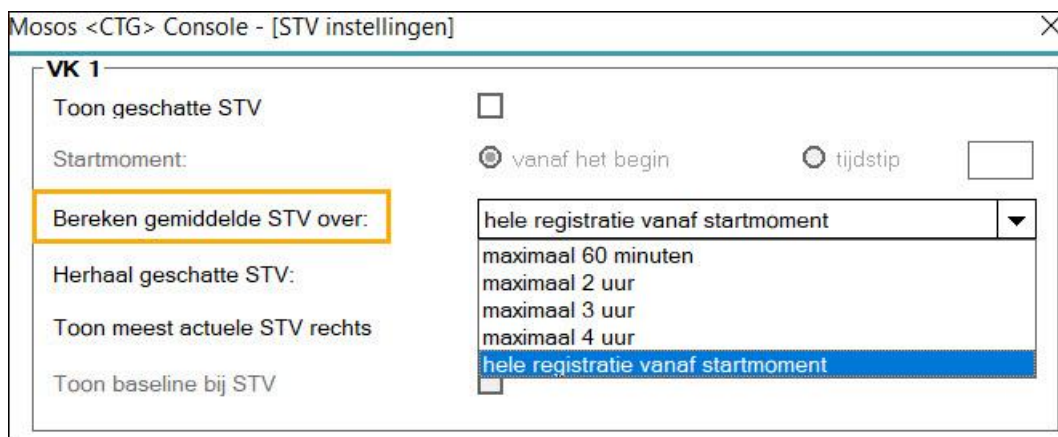 Mosos <CTG> Console - [STV instellingen]
VK 1
Toon geschatte STV
Startmoment: vanaf het begin tijdstip
Bereken gemiddelde STV over: hele registratie vanaf startmoment
maximaal 60 minuten
Herhaal geschatte STV: maximaal 2 uur
maximaal 3 uur
Toon meest actuele STV rechts maximaal 4 uur
hele registratie vanaf startmoment
Toon baseline bij STV